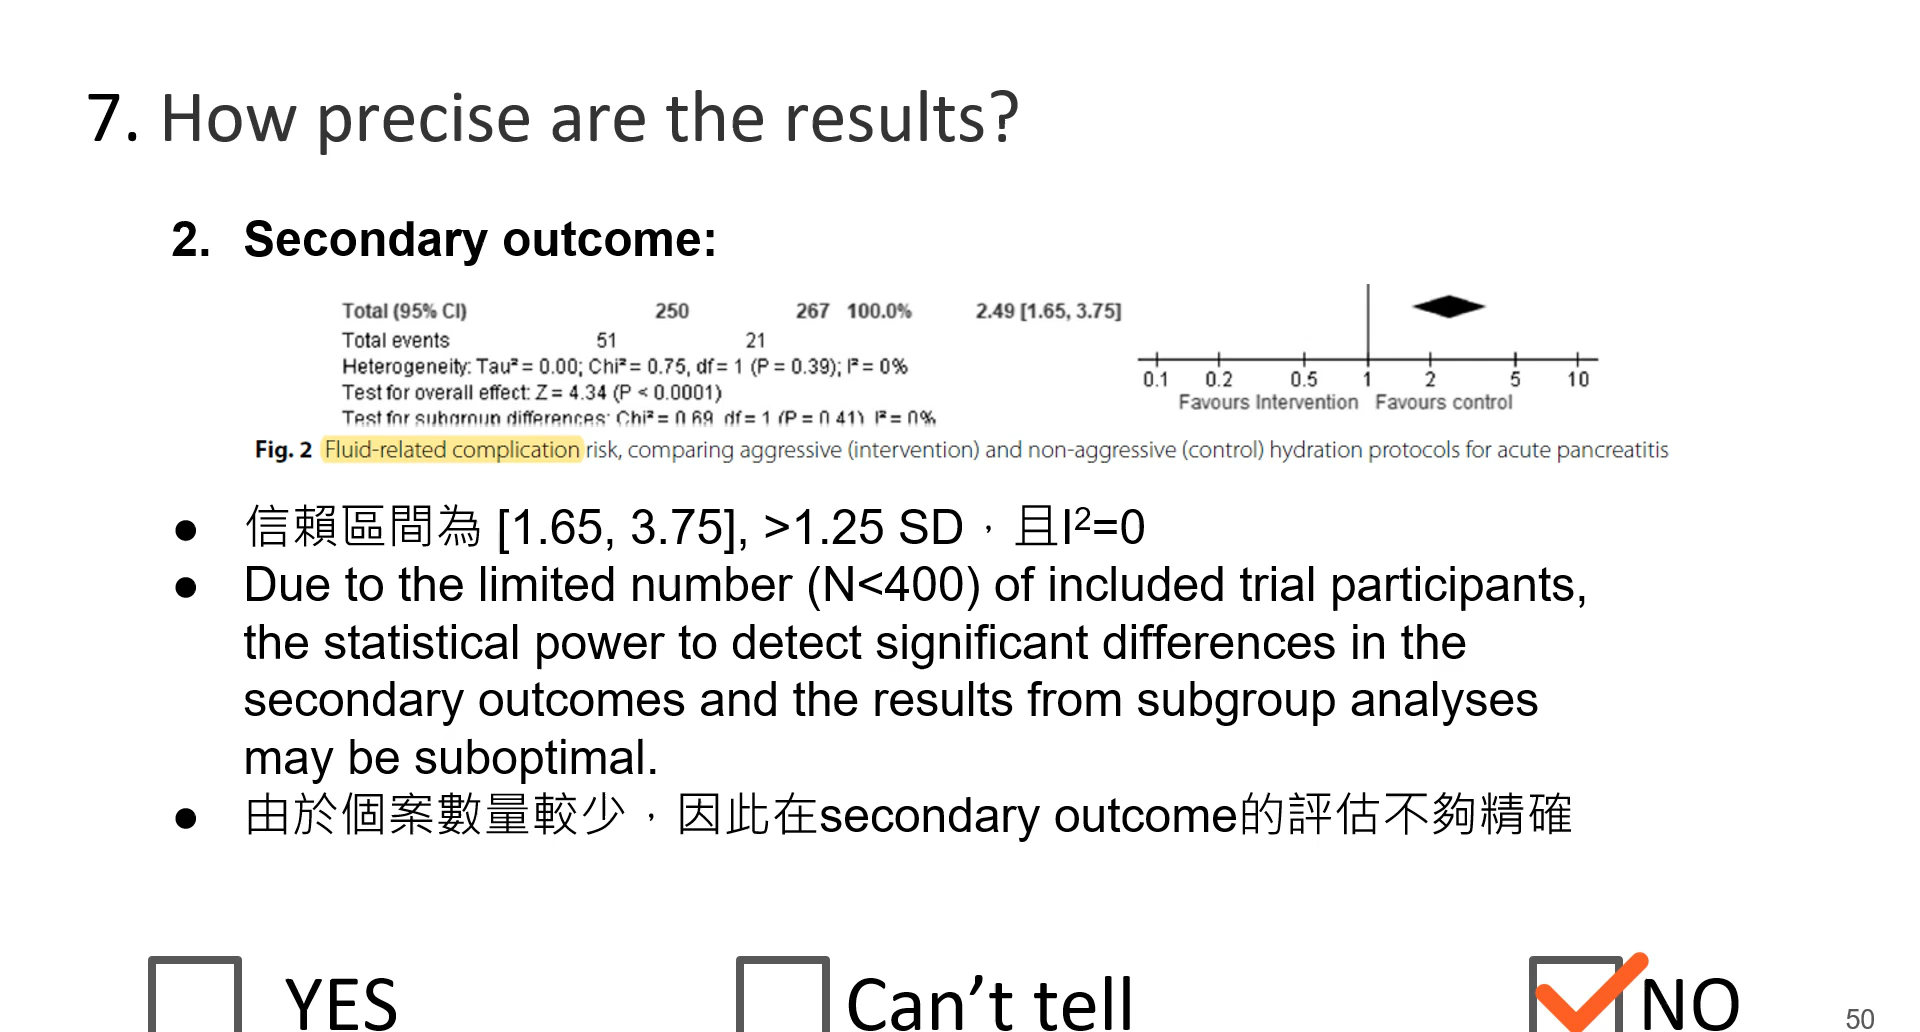 7. How precise are the results?
2. Secondary outcome:
Total (95% CI) 250 267 100.0% 2.49 [1.65, 3.75]
Total events 51 21
Heterogeneity: Tau² = 0.00; Chi² = 0.75, df = 1 (P = 0.39); I² = 0%
Test for overall effect: Z = 4.34 (P < 0.0001)
Test for subgroup differences: Chi² = 0.69, df = 1 (P = 0.41), I² = 0%
0.1 0.2 0.5 1 2 5 10
Favours Intervention Favours control
Fig. 2 Fluid-related complication risk, comparing aggressive (intervention) and non-aggressive (control) hydration protocols for acute pancreatitis
● 信賴區間為 [1.65, 3.75], >1.25 SD，且I²=0
● Due to the limited number (N<400) of included trial participants,
the statistical power to detect significant differences in the
secondary outcomes and the results from subgroup analyses
may be suboptimal.
● 由於個案數量較少，因此在secondary outcome的評估不夠精確
YES Can’t tell NO
50